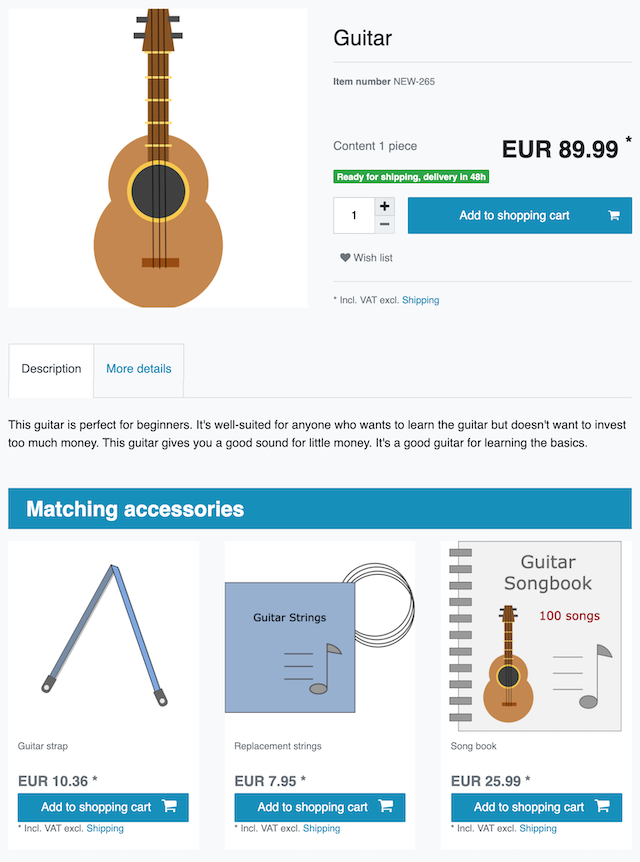 Guitar
Item number NEW-265
Content 1 piece
EUR 89.99 *
Ready for shipping, delivery in 48h
1
+
−
Add to shopping cart
Wish list
* Incl. VAT excl. Shipping
Description
More details
This guitar is perfect for beginners. It's well-suited for anyone who wants to learn the guitar but doesn't want to invest
too much money. This guitar gives you a good sound for little money. It's a good guitar for learning the basics.
Matching accessories
Guitar strap
EUR 10.36 *
Add to shopping cart
* Incl. VAT excl. Shipping
Guitar Strings
Replacement strings
EUR 7.95 *
Add to shopping cart
* Incl. VAT excl. Shipping
Guitar
Songbook
100 songs
Song book
EUR 25.99 *
Add to shopping cart
* Incl. VAT excl. Shipping